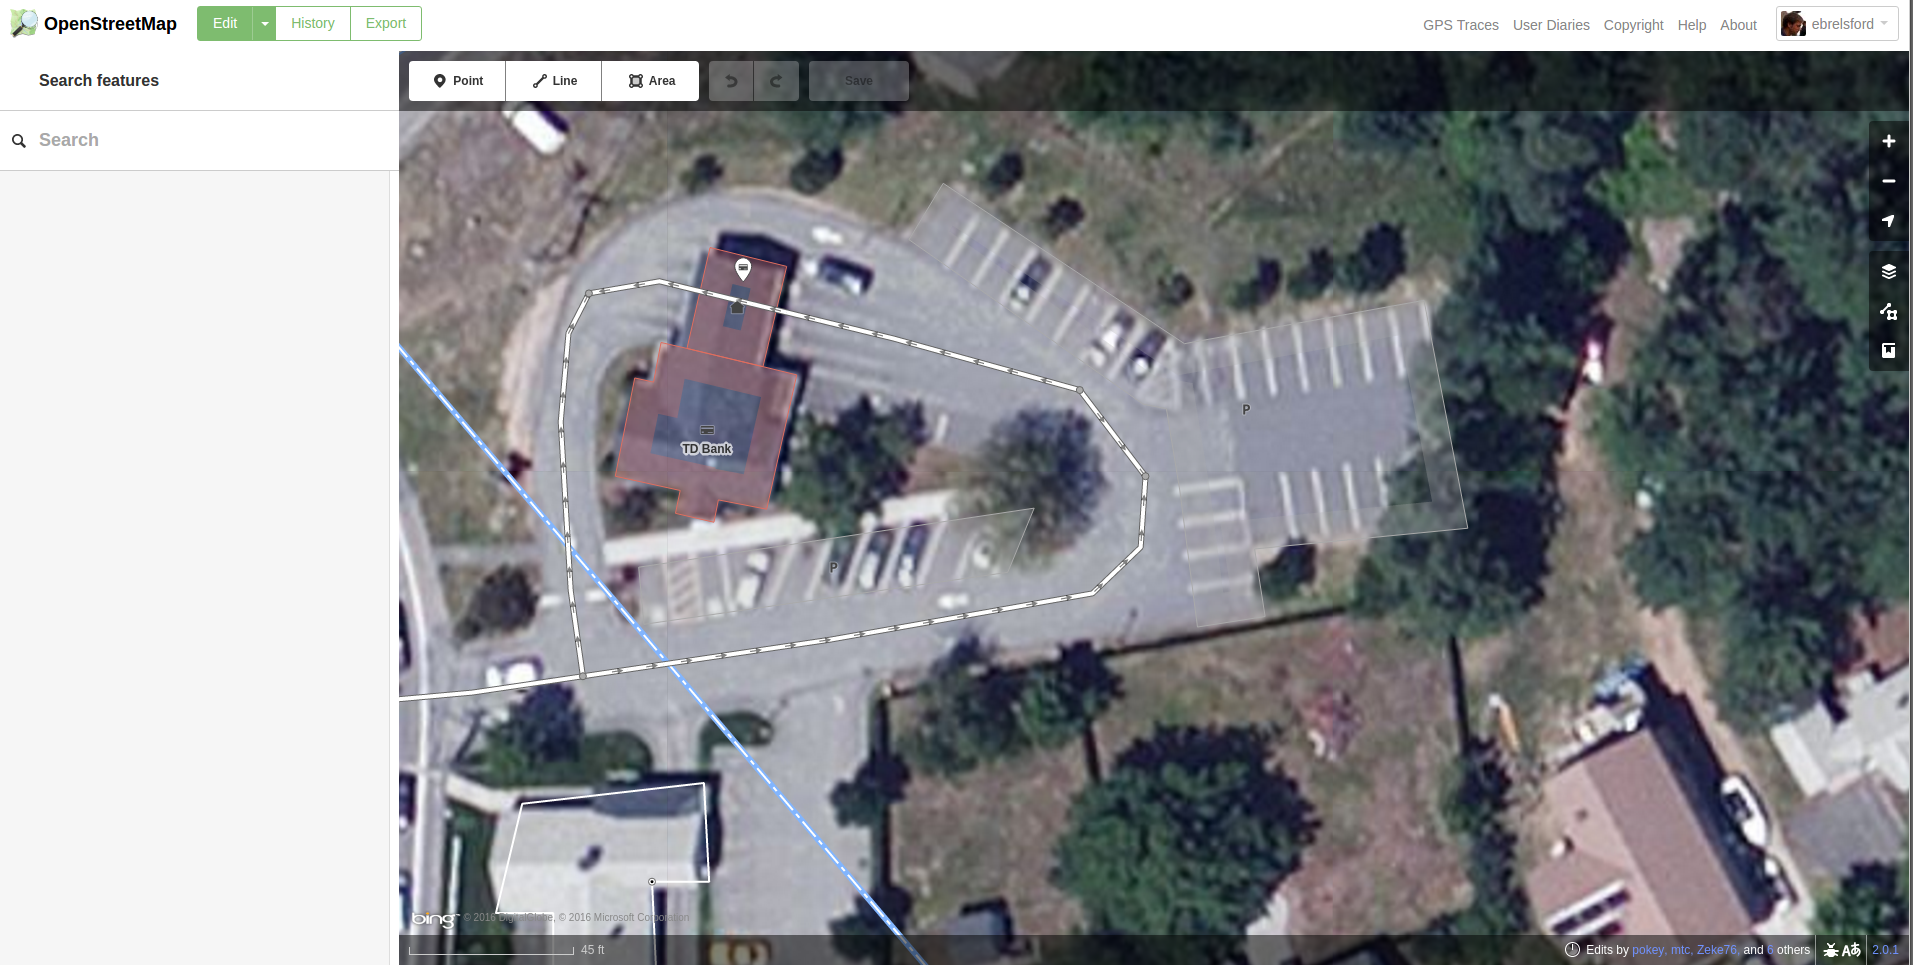 OpenStreetMap
Edit
History
Export
GPS Traces
User Diaries
Copyright
Help
About
ebrelsford
Search features
Point
Line
Area
Save
Search
P
TD Bank
P
bing © 2016 DigitalGlobe, © 2016 Microsoft Corporation
45 ft
Edits by pokey, mtc, Zeke76, and 6 others
2.0.1